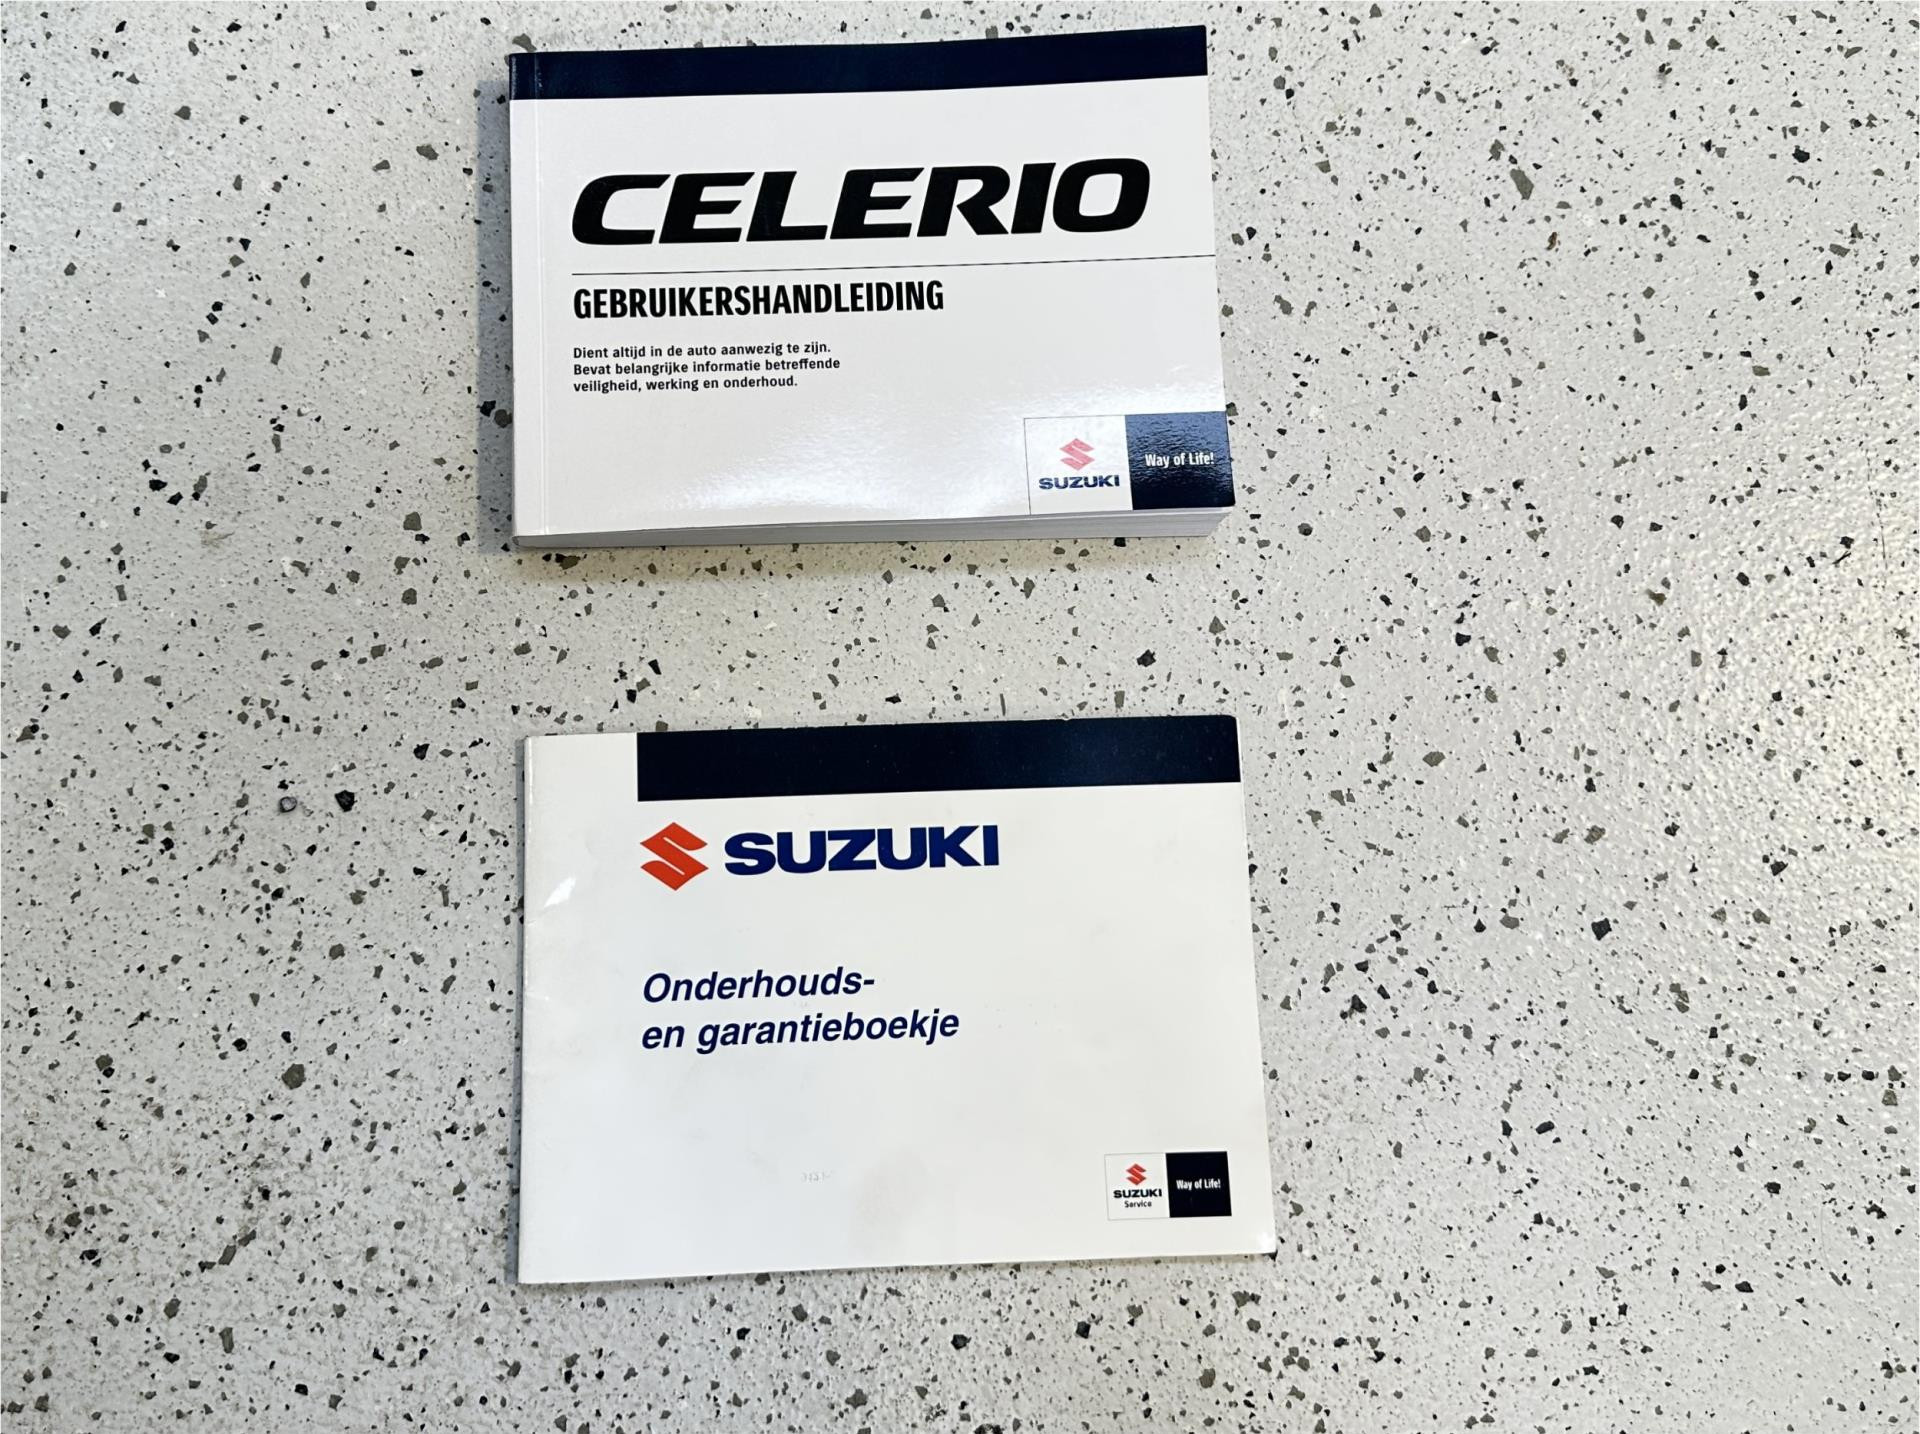 CELERIO
GEBRUIKERSHANDLEIDING
Dient altijd in de auto aanwezig te zijn.
Bevat belangrijke informatie betreffende
veiligheid, werking en onderhoud.
SUZUKI
Way of Life!
SUZUKI
Onderhouds-
en garantieboekje
SUZUKI
Service
Way of Life!